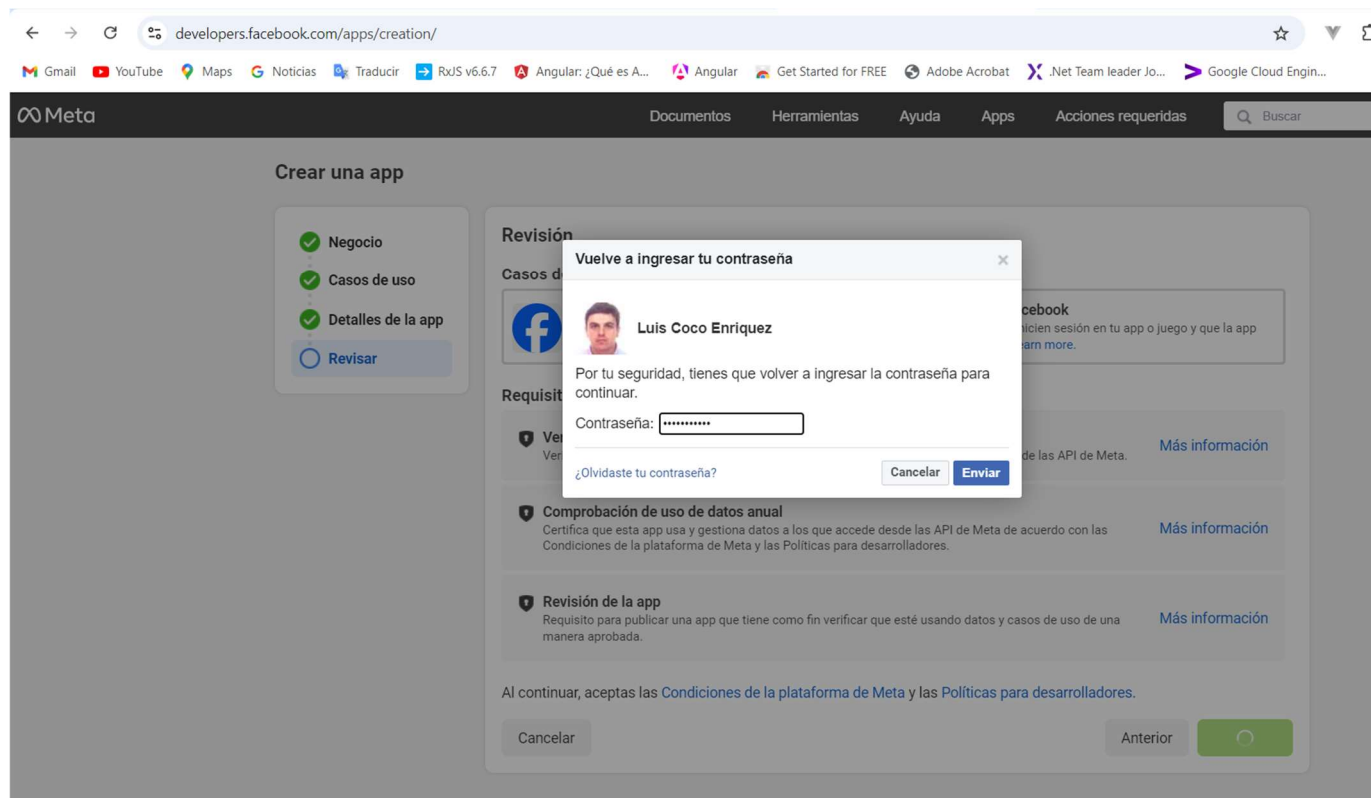 developers.facebook.com/apps/creation/
Gmail YouTube Maps Noticias Traducir RxJS v6.6.7 Angular: ¿Qué es A... Angular Get Started for FREE Adobe Acrobat .Net Team leader Jo... Google Cloud Engin...
Meta Documentos Herramientas Ayuda Apps Acciones requeridas Buscar
Crear una app
Negocio
Casos de uso
Detalles de la app
Revisar
Revisión
Casos d
cebook
nicien sesión en tu app o juego y que la app
earn more.
Vuelve a ingresar tu contraseña
Luis Coco Enriquez
Por tu seguridad, tienes que volver a ingresar la contraseña para
continuar.
Contraseña: •••••••••••
¿Olvidaste tu contraseña? Cancelar Enviar
Requisit
Ver
Ver
de las API de Meta.
Más información
Comprobación de uso de datos anual
Certifica que esta app usa y gestiona datos a los que accede desde las API de Meta de acuerdo con las
Condiciones de la plataforma de Meta y las Políticas para desarrolladores.
Más información
Revisión de la app
Requisito para publicar una app que tiene como fin verificar que esté usando datos y casos de uso de una
manera aprobada.
Más información
Al continuar, aceptas las Condiciones de la plataforma de Meta y las Políticas para desarrolladores.
Cancelar Anterior